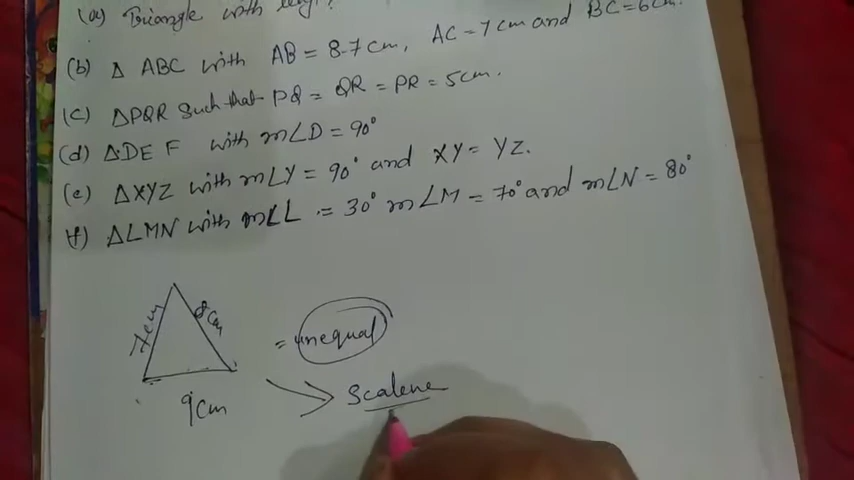 (a) Triangle with
(b) Δ ABC with AB = 8.7 cm, AC = 7 cm and BC = 6 cm.
(c) ΔPQR Such that PQ = QR = PR = 5 cm.
(d) ΔDEF with m∠D = 90°
(e) ΔXYZ with m∠Y = 90° and XY = YZ.
(f) ΔLMN with m∠L = 30° m∠M = 70° and m∠N = 80°
7cm 8cm
= unequal
9cm
Scalene